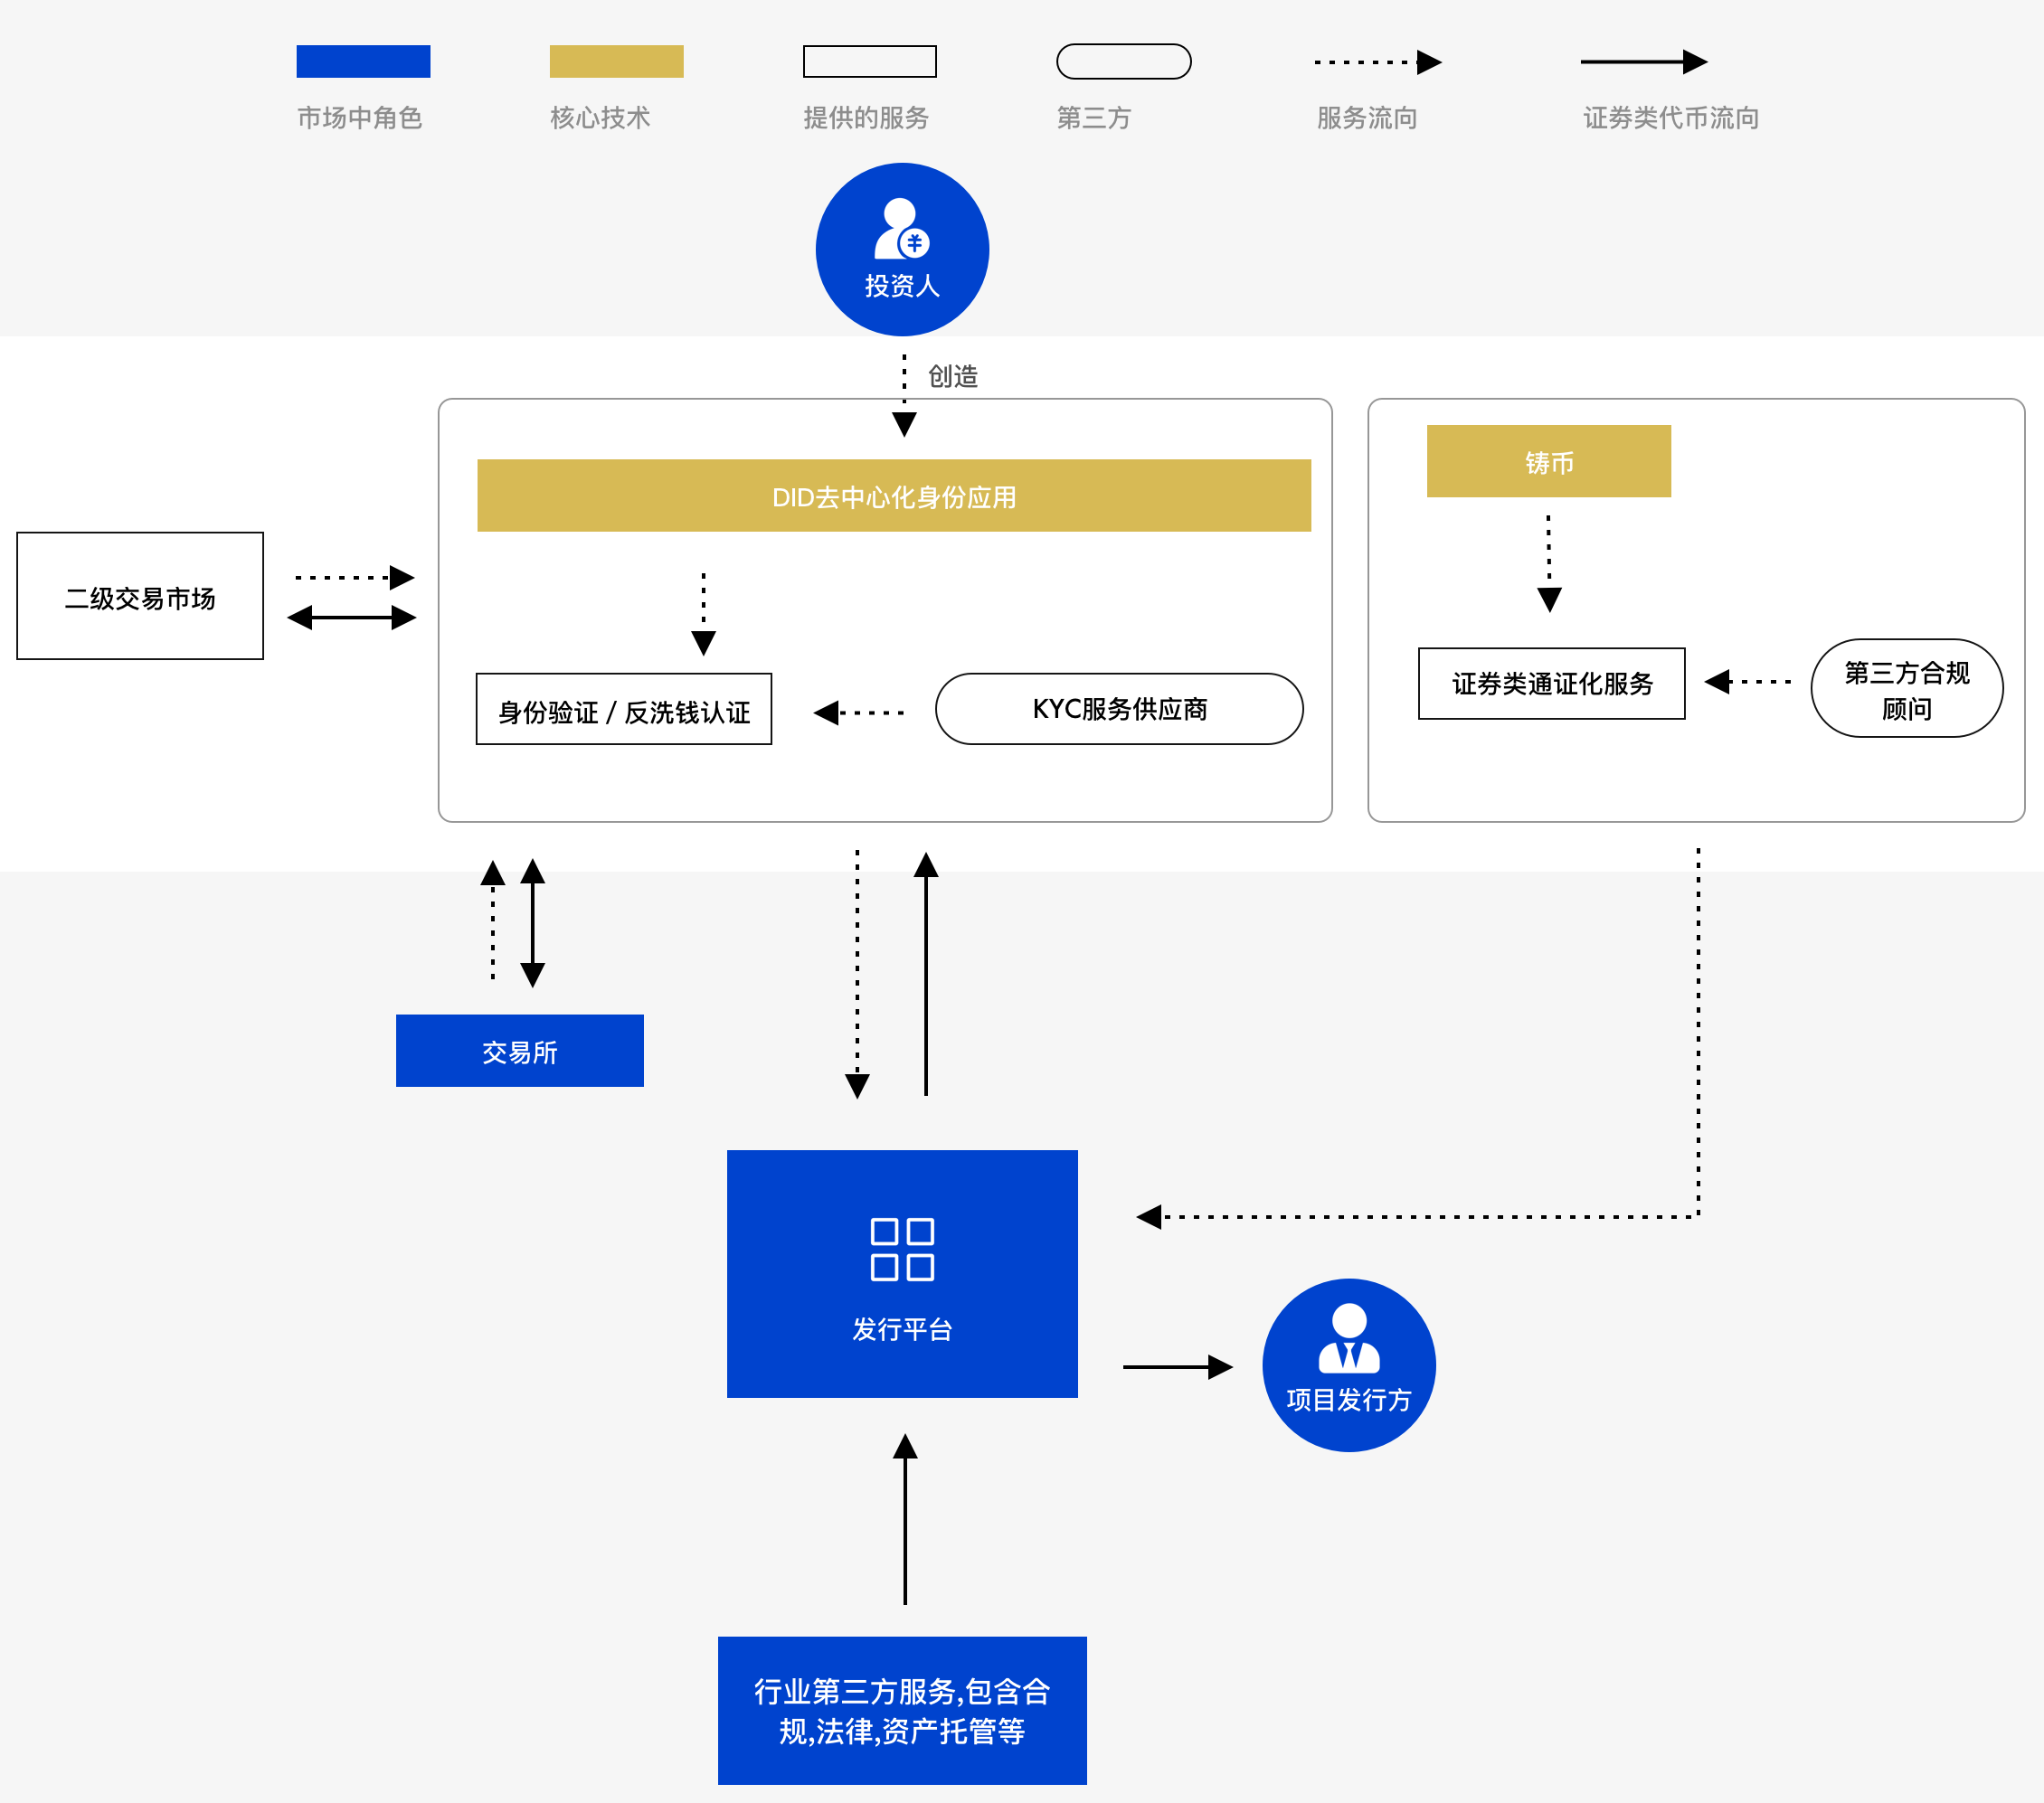 市场中角色
核心技术
提供的服务
第三方
服务流向
证劵类代币流向
投资人
创造
DID去中心化身份应用
铸币
二级交易市场
身份验证 / 反洗钱认证
KYC服务供应商
证券类通证化服务
第三方合规
顾问
交易所
发行平台
项目发行方
行业第三方服务,包含合
规,法律,资产托管等